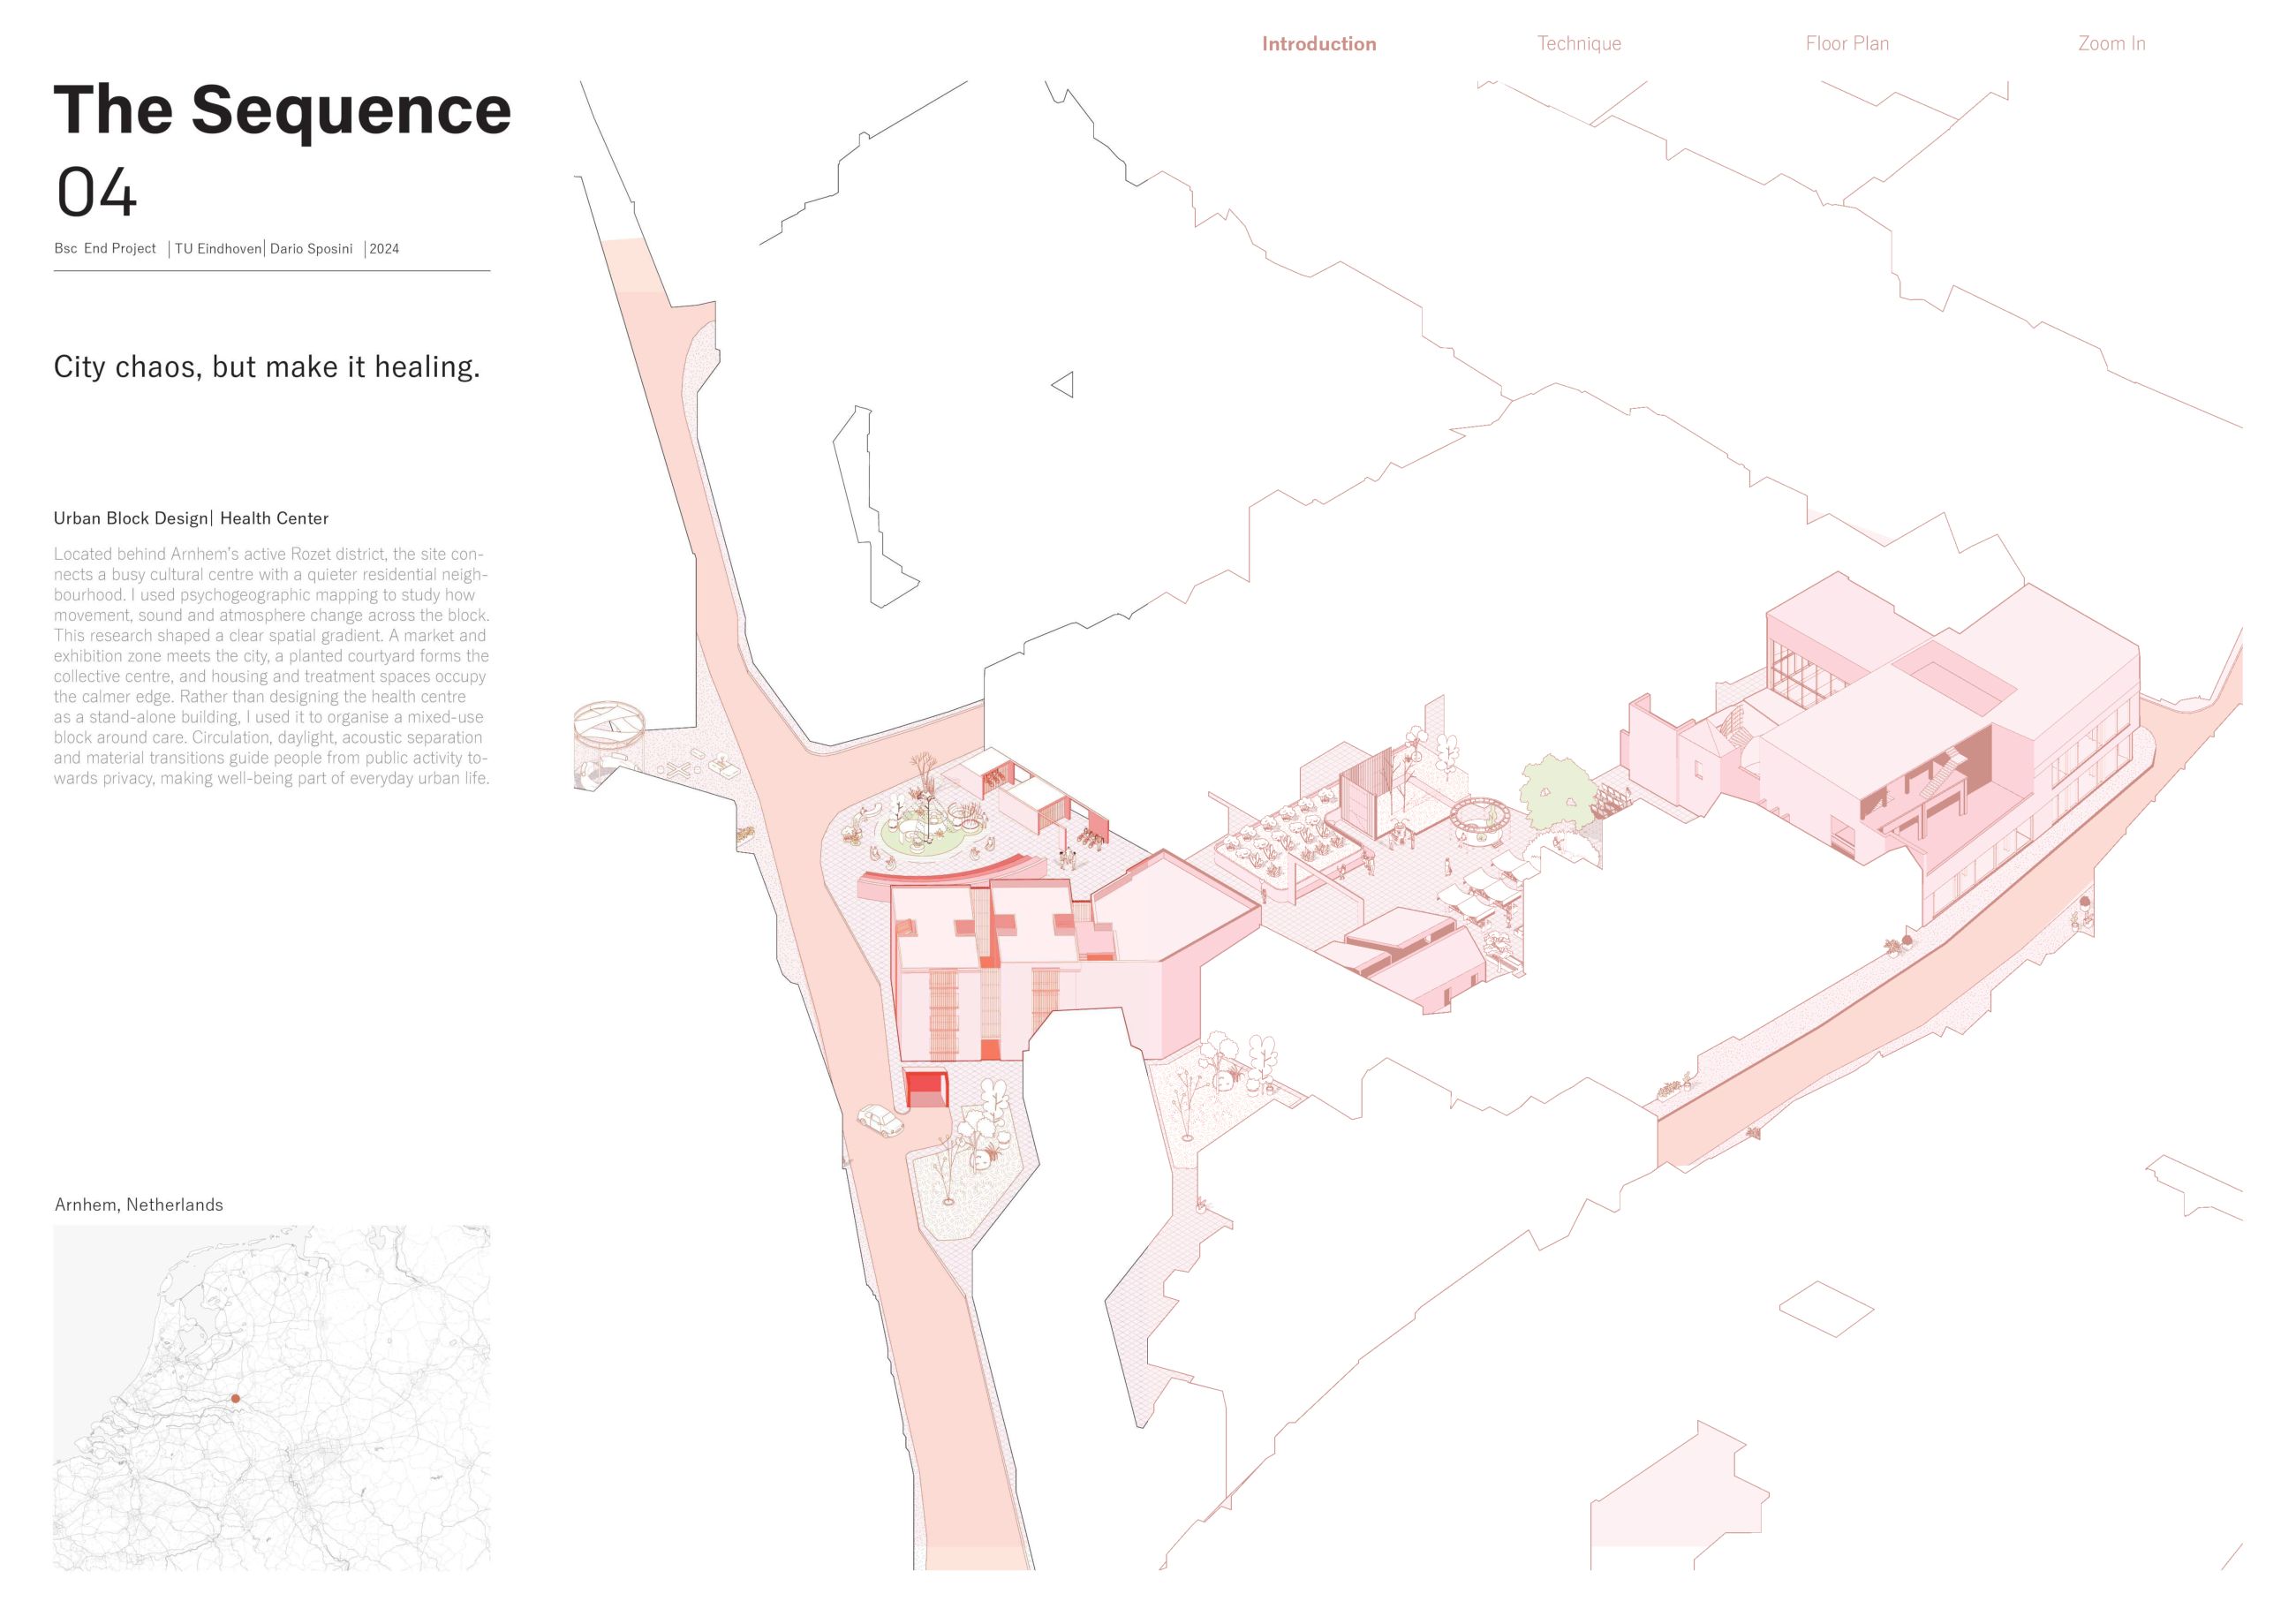 Introduction Technique Floor Plan Zoom In
The Sequence
04
Bsc End Project | TU Eindhoven| Dario Sposini | 2024
City chaos, but make it healing.
Urban Block Design| Health Center
Located behind Arnhem's active Rozet district, the site con-
nects a busy cultural centre with a quieter residential neigh-
bourhood. I used psychogeographic mapping to study how
movement, sound and atmosphere change across the block.
This research shaped a clear spatial gradient. A market and
exhibition zone meets the city, a planted courtyard forms the
collective centre, and housing and treatment spaces occupy
the calmer edge. Rather than designing the health centre
as a stand-alone building, I used it to organise a mixed-use
block around care. Circulation, daylight, acoustic separation
and material transitions guide people from public activity to-
wards privacy, making well-being part of everyday urban life.
Arnhem, Netherlands